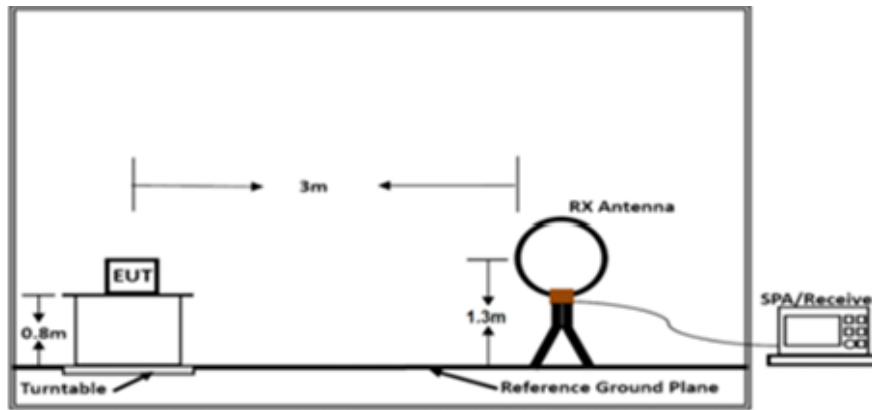 3m
RX Antenna
EUT
SPA/Receive
0.8m
1.3m
Turntable
Reference Ground Plane